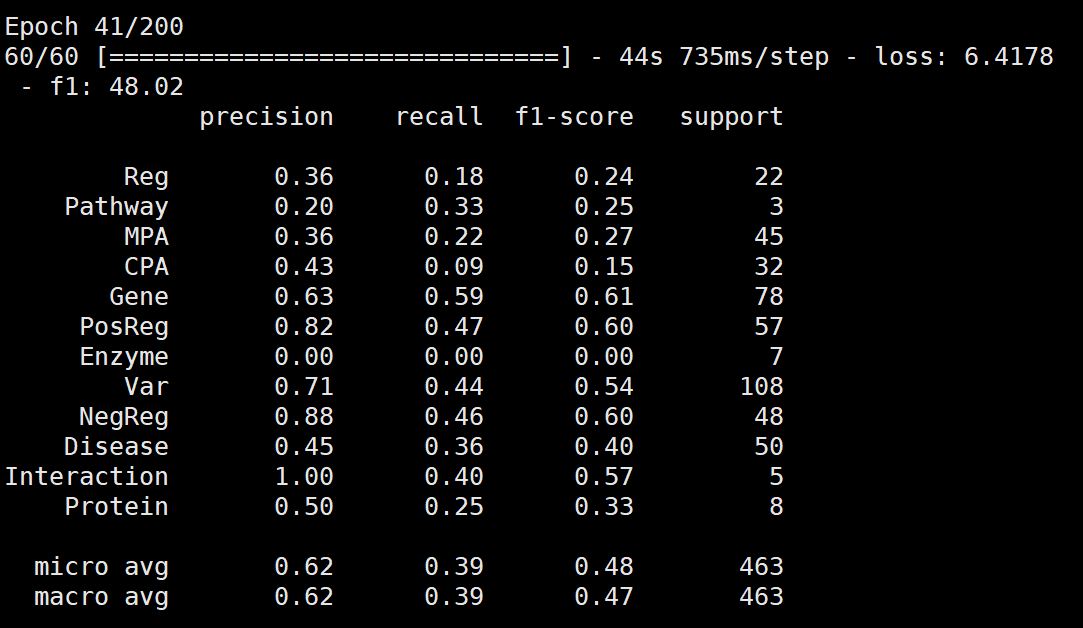 Epoch 41/200
60/60 [==============================] - 44s 735ms/step - loss: 6.4178
 - f1: 48.02
             precision    recall  f1-score   support

        Reg       0.36      0.18      0.24        22
    Pathway       0.20      0.33      0.25         3
        MPA       0.36      0.22      0.27        45
        CPA       0.43      0.09      0.15        32
       Gene       0.63      0.59      0.61        78
     PosReg       0.82      0.47      0.60        57
     Enzyme       0.00      0.00      0.00         7
        Var       0.71      0.44      0.54       108
     NegReg       0.88      0.46      0.60        48
    Disease       0.45      0.36      0.40        50
Interaction       1.00      0.40      0.57         5
    Protein       0.50      0.25      0.33         8

  micro avg       0.62      0.39      0.48       463
  macro avg       0.62      0.39      0.47       463